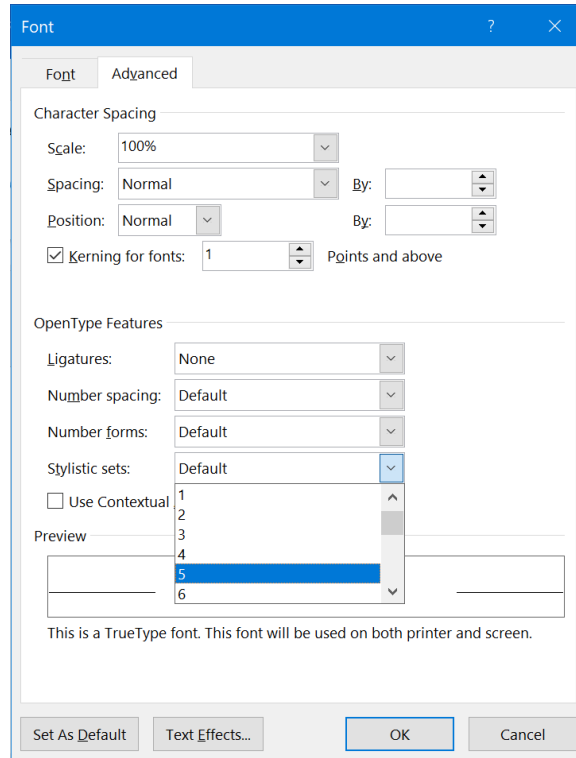 Font ?
Font Advanced
Character Spacing
Scale: 100%
Spacing: Normal By:
Position: Normal By:
Kerning for fonts: 1 Points and above
OpenType Features
Ligatures: None
Number spacing: Default
Number forms: Default
Stylistic sets: Default
1
Use Contextual
2
3
Preview
4
5
6
This is a TrueType font. This font will be used on both printer and screen.
Set As Default Text Effects... OK Cancel